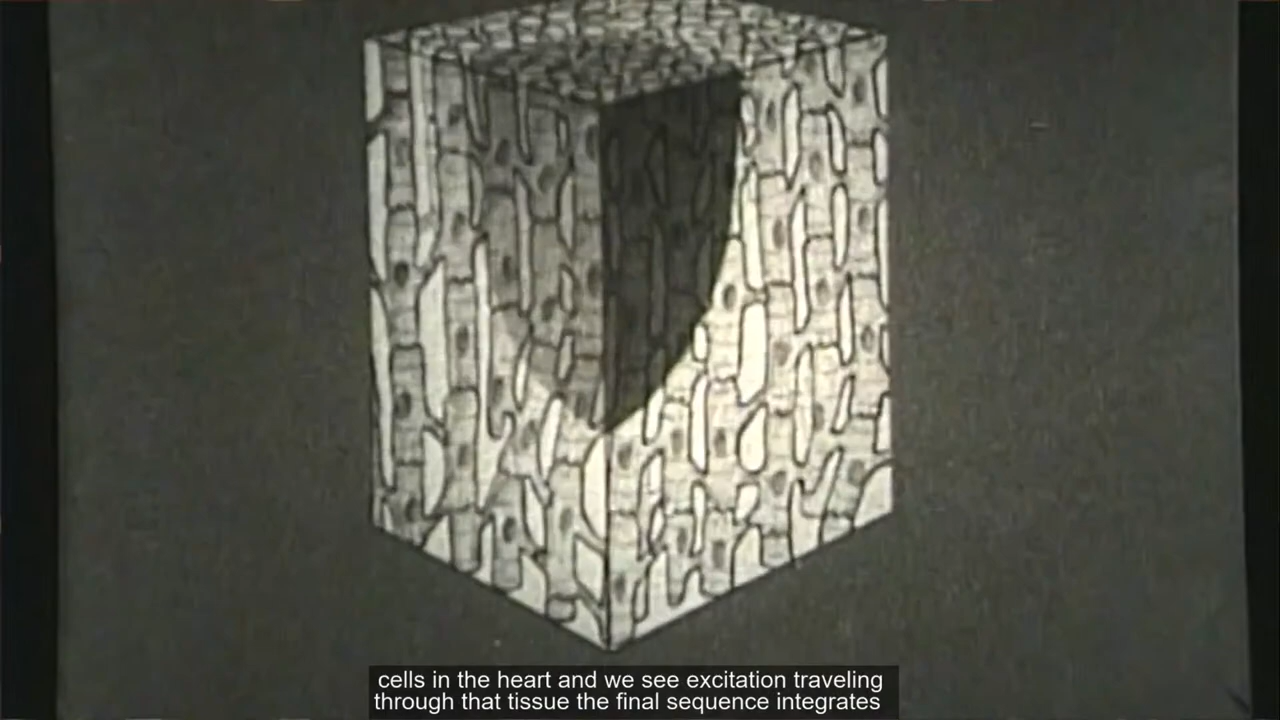 cells in the heart and we see excitation traveling
through that tissue the final sequence integrates